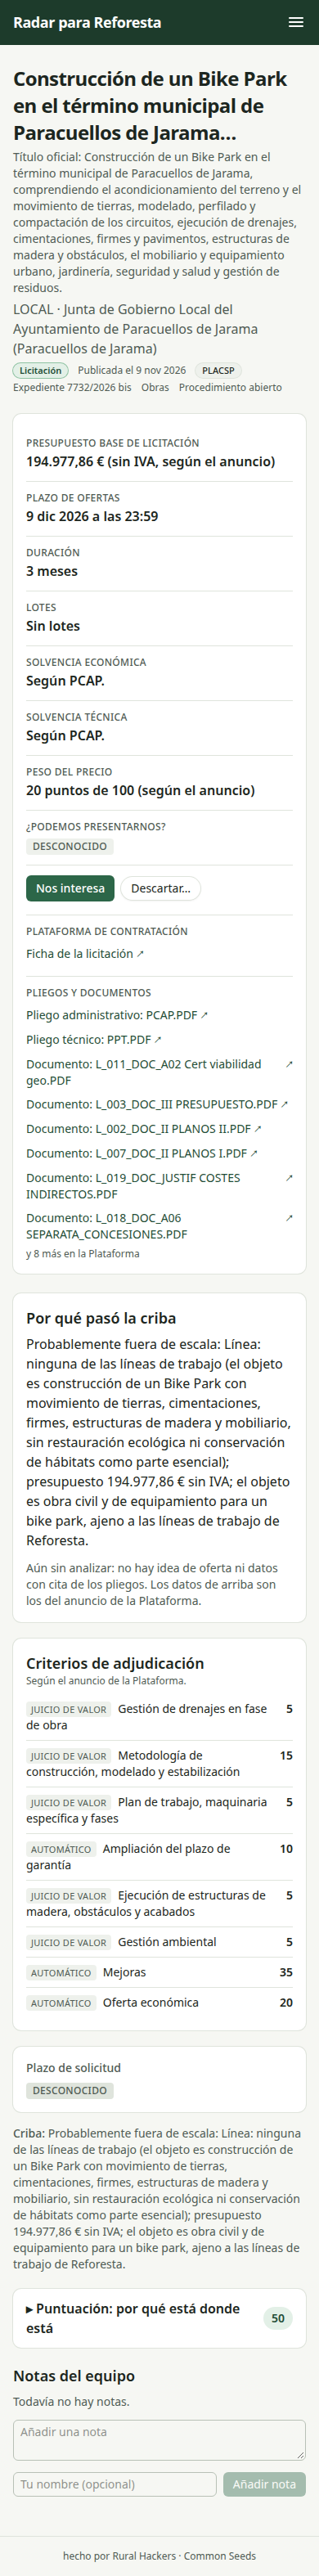 Radar para Reforesta
Construcción de un Bike Park
en el término municipal de
Paracuellos de Jarama...
Título oficial: Construcción de un Bike Park en el
término municipal de Paracuellos de Jarama,
comprendiendo el acondicionamiento del terreno y el
movimiento de tierras, modelado, perfilado y
compactación de los circuitos, ejecución de drenajes,
cimentaciones, firmes y pavimentos, estructuras de
madera y obstáculos, el mobiliario y equipamiento
urbano, jardinería, seguridad y salud y gestión de
residuos.
LOCAL · Junta de Gobierno Local del
Ayuntamiento de Paracuellos de Jarama
(Paracuellos de Jarama)
Licitación Publicada el 9 nov 2026 PLACSP
Expediente 7732/2026 bis Obras Procedimiento abierto
PRESUPUESTO BASE DE LICITACIÓN
194.977,86 € (sin IVA, según el anuncio)
PLAZO DE OFERTAS
9 dic 2026 a las 23:59
DURACIÓN
3 meses
LOTES
Sin lotes
SOLVENCIA ECONÓMICA
Según PCAP.
SOLVENCIA TÉCNICA
Según PCAP.
PESO DEL PRECIO
20 puntos de 100 (según el anuncio)
¿PODEMOS PRESENTARNOS?
DESCONOCIDO
Nos interesa Descartar...
PLATAFORMA DE CONTRATACIÓN
Ficha de la licitación ↗
PLIEGOS Y DOCUMENTOS
Pliego administrativo: PCAP.PDF ↗
Pliego técnico: PPT.PDF ↗
Documento: L_011_DOC_A02 Cert viabilidad ↗
geo.PDF
Documento: L_003_DOC_III PRESUPUESTO.PDF ↗
Documento: L_002_DOC_II PLANOS II.PDF ↗
Documento: L_007_DOC_II PLANOS I.PDF ↗
Documento: L_019_DOC_JUSTIF COSTES ↗
INDIRECTOS.PDF
Documento: L_018_DOC_A06 ↗
SEPARATA_CONCESIONES.PDF
y 8 más en la Plataforma
Por qué pasó la criba
Probablemente fuera de escala: Línea:
ninguna de las líneas de trabajo (el objeto
es construcción de un Bike Park con
movimiento de tierras, cimentaciones,
firmes, estructuras de madera y mobiliario,
sin restauración ecológica ni conservación
de hábitats como parte esencial);
presupuesto 194.977,86 € sin IVA; el objeto
es obra civil y de equipamiento para un
bike park, ajeno a las líneas de trabajo de
Reforesta.
Aún sin analizar: no hay idea de oferta ni datos
con cita de los pliegos. Los datos de arriba son
los del anuncio de la Plataforma.
Criterios de adjudicación
Según el anuncio de la Plataforma.
JUICIO DE VALOR Gestión de drenajes en fase 5
de obra
JUICIO DE VALOR Metodología de 15
construcción, modelado y estabilización
JUICIO DE VALOR Plan de trabajo, maquinaria 5
específica y fases
AUTOMÁTICO Ampliación del plazo de 10
garantía
JUICIO DE VALOR Ejecución de estructuras de 5
madera, obstáculos y acabados
JUICIO DE VALOR Gestión ambiental 5
AUTOMÁTICO Mejoras 35
AUTOMÁTICO Oferta económica 20
Plazo de solicitud
DESCONOCIDO
Criba: Probablemente fuera de escala: Línea: ninguna
de las líneas de trabajo (el objeto es construcción de
un Bike Park con movimiento de tierras,
cimentaciones, firmes, estructuras de madera y
mobiliario, sin restauración ecológica ni conservación
de hábitats como parte esencial); presupuesto
194.977,86 € sin IVA; el objeto es obra civil y de
equipamiento para un bike park, ajeno a las líneas de
trabajo de Reforesta.
▸ Puntuación: por qué está donde 50
está
Notas del equipo
Todavía no hay notas.
Añadir una nota
Tu nombre (opcional) Añadir nota
hecho por Rural Hackers · Common Seeds